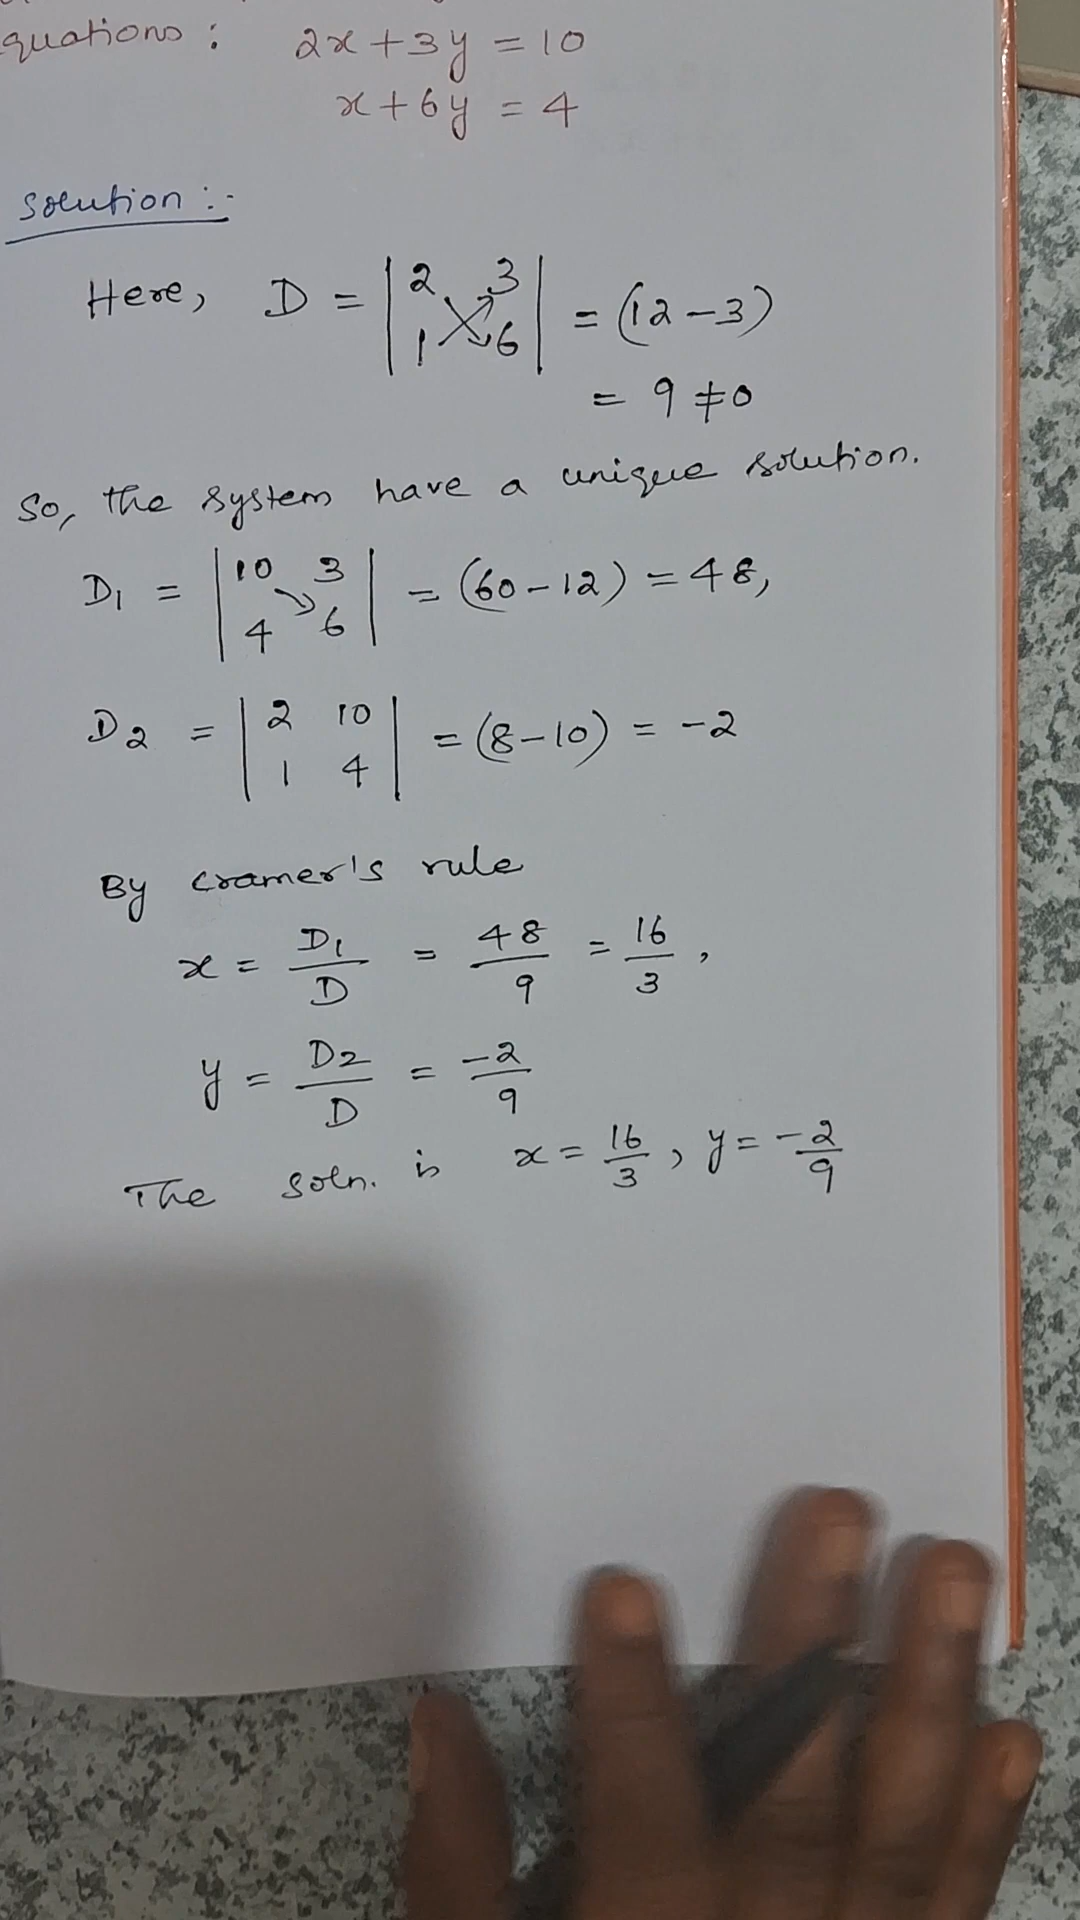 quations : 2x + 3y = 10
x + 6y = 4
Solution :-
Here, D = | 2 3 | = (12 - 3)
| 1 6 |
= 9 ≠ 0
So, the system have a unique solution.
D1 = | 10 3 | = (60 - 12) = 48,
| 4 6 |
D2 = | 2 10 | = (8 - 10) = -2
| 1 4 |
By cramer's rule
x = D1/D = 48/9 = 16/3 ,
y = D2/D = -2/9
The soln. is x = 16/3 , y = -2/9